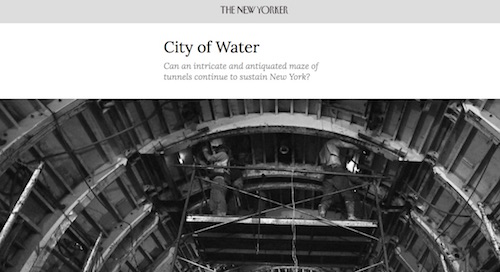 THE NEW YORKER
City of Water
Can an intricate and antiquated maze of
tunnels continue to sustain New York?